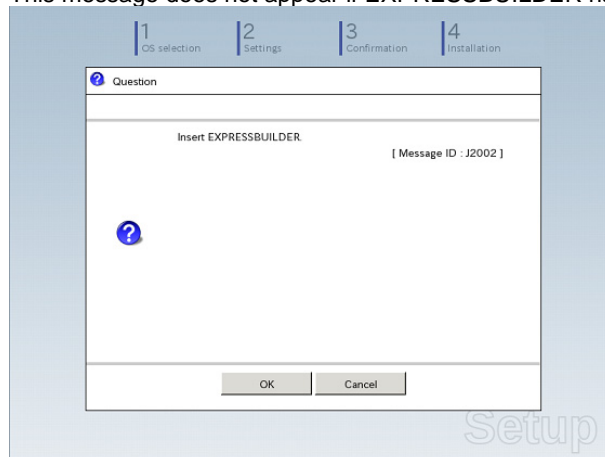 This message does not appear if EXPRESSBUILDER
1 2 3 4
OS selection Settings Confirmation Installation
Question
Insert EXPRESSBUILDER.
[ Message ID : J2002 ]
OK Cancel
Setup